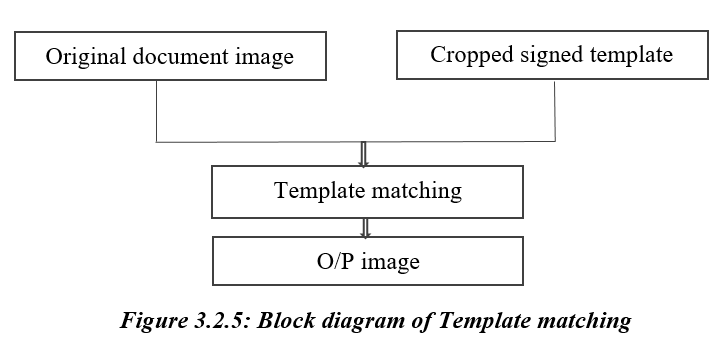 Original document image
Cropped signed template
Template matching
O/P image
Figure 3.2.5: Block diagram of Template matching